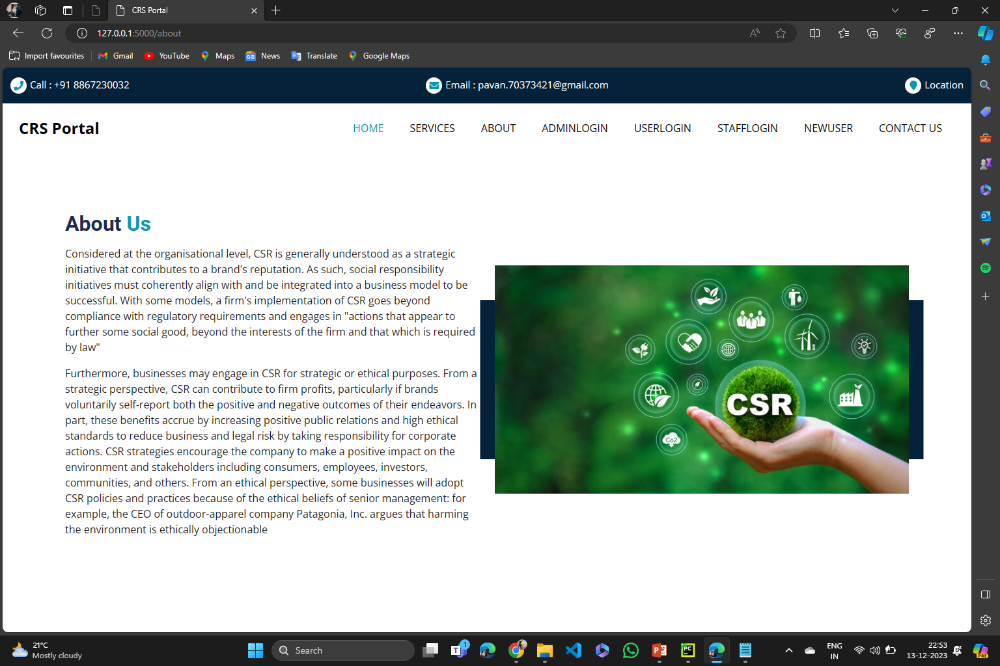 CRS Portal
127.0.0.1:5000/about
Import favourites
Gmail
YouTube
Maps
News
Translate
Google Maps
Call : +91 8867230032
Email : pavan.70373421@gmail.com
Location
CRS Portal
HOME
SERVICES
ABOUT
ADMINLOGIN
USERLOGIN
STAFFLOGIN
NEWUSER
CONTACT US
About Us
Considered at the organisational level, CSR is generally understood as a strategic
initiative that contributes to a brand's reputation. As such, social responsibility
initiatives must coherently align with and be integrated into a business model to be
successful. With some models, a firm's implementation of CSR goes beyond
compliance with regulatory requirements and engages in "actions that appear to
further some social good, beyond the interests of the firm and that which is required
by law"
Furthermore, businesses may engage in CSR for strategic or ethical purposes. From a
strategic perspective, CSR can contribute to firm profits, particularly if brands
voluntarily self-report both the positive and negative outcomes of their endeavors. In
part, these benefits accrue by increasing positive public relations and high ethical
standards to reduce business and legal risk by taking responsibility for corporate
actions. CSR strategies encourage the company to make a positive impact on the
environment and stakeholders including consumers, employees, investors,
communities, and others. From an ethical perspective, some businesses will adopt
CSR policies and practices because of the ethical beliefs of senior management: for
example, the CEO of outdoor-apparel company Patagonia, Inc. argues that harming
the environment is ethically objectionable
CSR
Co2
21°C
Mostly cloudy
Search
1
ENG
IN
22:53
13-12-2023
PRE